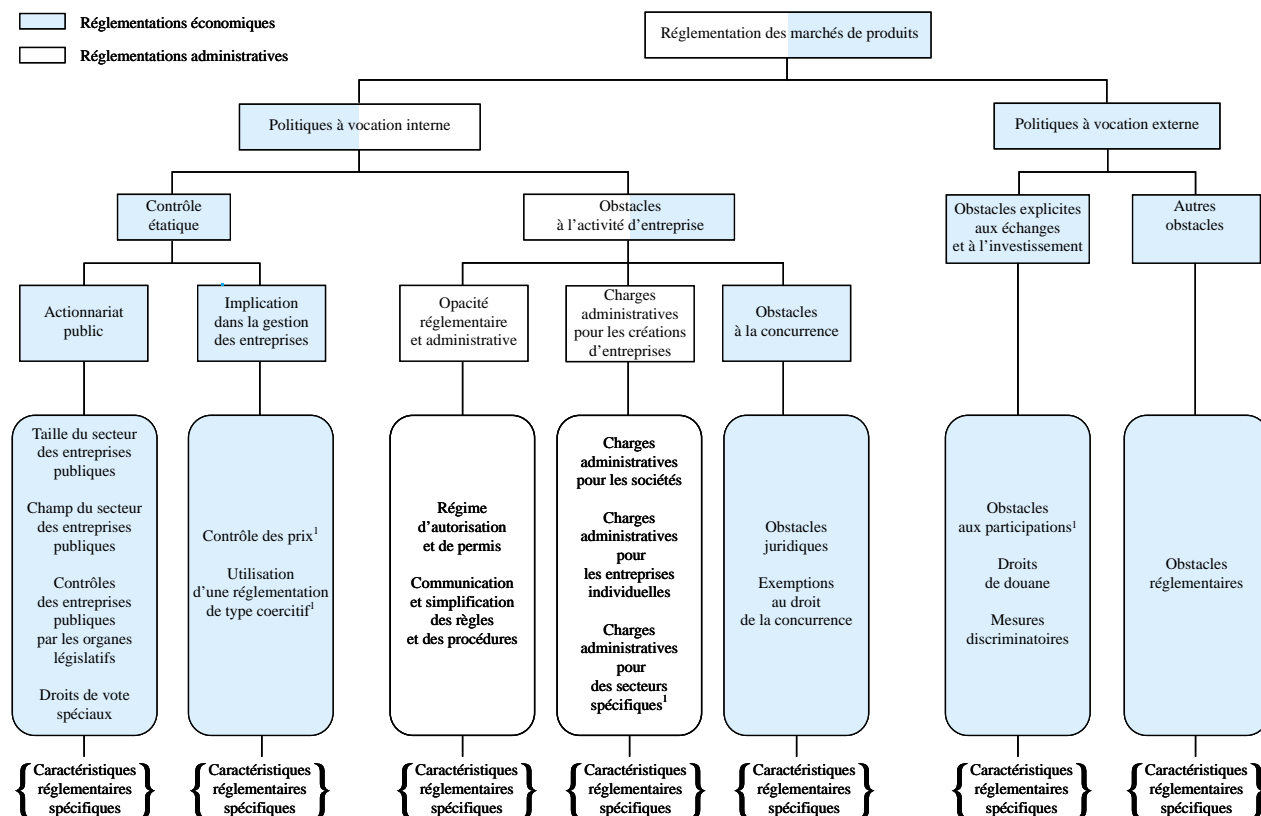 Réglementations économiques
Réglementations administratives
Réglementation des marchés de produits
Politiques à vocation interne
Politiques à vocation externe
Contrôle
étatique
Obstacles
à l'activité d'entreprise
Obstacles explicites
aux échanges
et à l'investissement
Autres
obstacles
Actionnariat
public
Implication
dans la gestion
des entreprises
Opacité
réglementaire
et administrative
Charges
administratives
pour les créations
d'entreprises
Obstacles
à la concurrence
Taille du secteur
des entreprises
publiques
Champ du secteur
des entreprises
publiques
Contrôles
des entreprises
publiques
par les organes
législatifs
Droits de vote
spéciaux
Contrôle des prix¹
Utilisation
d'une réglementation
de type coercitif¹
Régime
d'autorisation
et de permis
Communication
et simplification
des règles
et des procédures
Charges
administratives
pour les sociétés
Charges
administratives
pour
les entreprises
individuelles
Charges
administratives
pour
des secteurs
spécifiques¹
Obstacles
juridiques
Exemptions
au droit
de la concurrence
Obstacles
aux participations¹
Droits
de douane
Mesures
discriminatoires
Obstacles
réglementaires
Caractéristiques
réglementaires
spécifiques
Caractéristiques
réglementaires
spécifiques
Caractéristiques
réglementaires
spécifiques
Caractéristiques
réglementaires
spécifiques
Caractéristiques
réglementaires
spécifiques
Caractéristiques
réglementaires
spécifiques
Caractéristiques
réglementaires
spécifiques